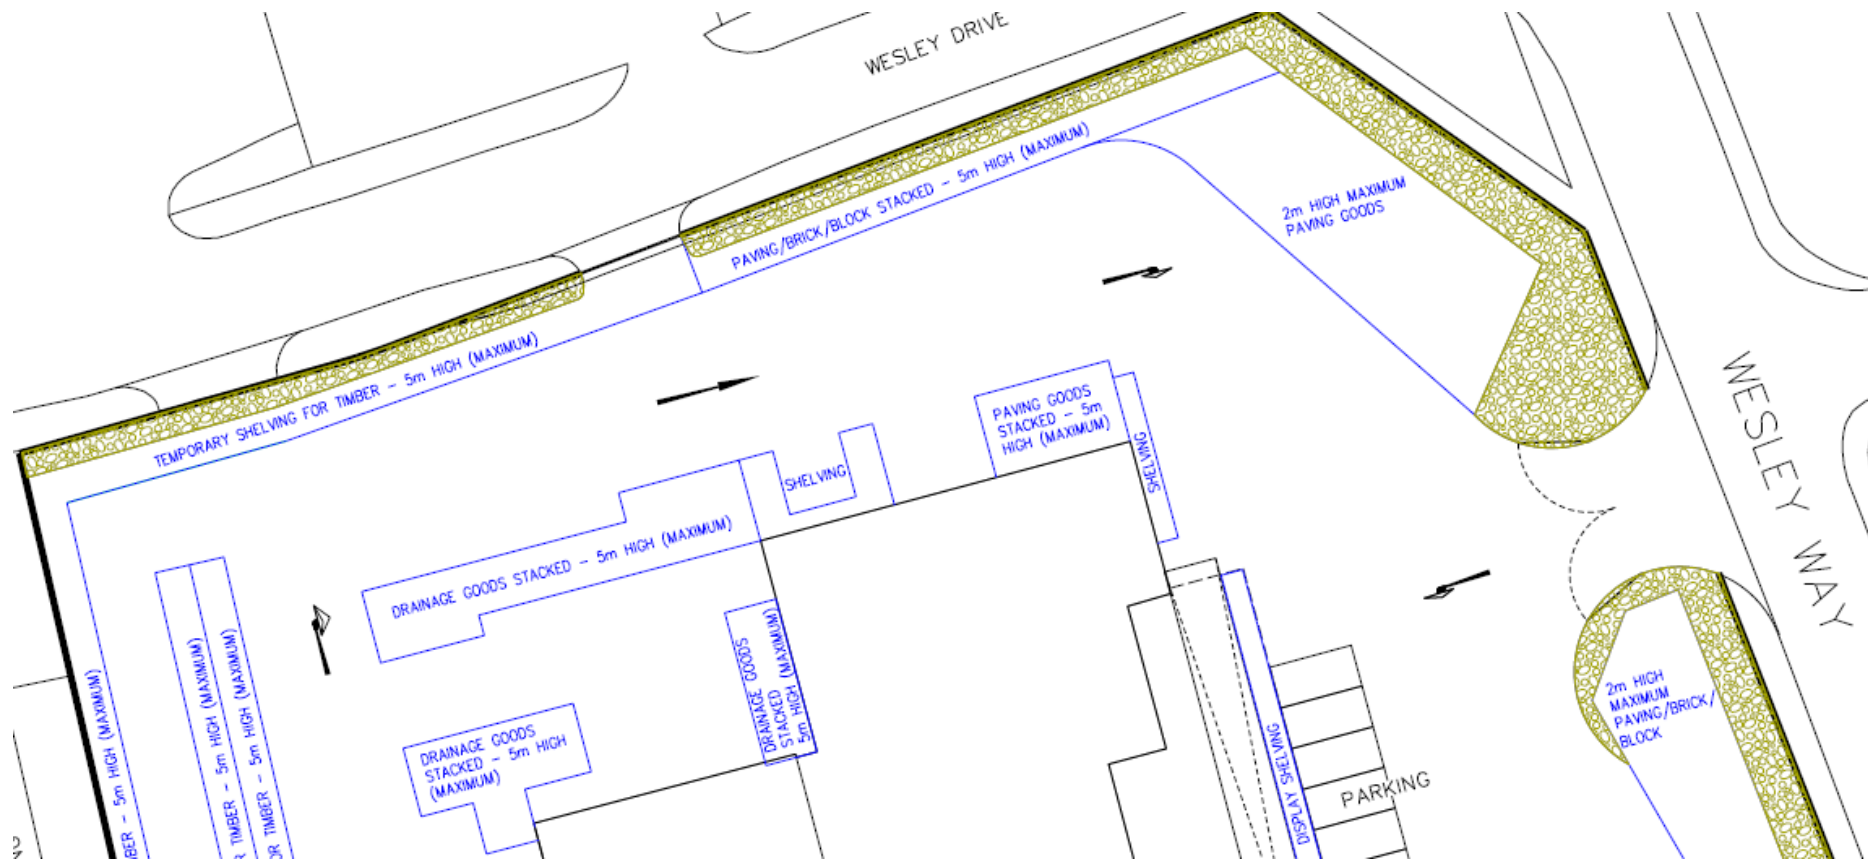 WESLEY DRIVE
PAVING/BRICK/BLOCK STACKED - 5m HIGH (MAXIMUM)
2m HIGH MAXIMUM
PAVING GOODS
TEMPORARY SHELVING FOR TIMBER - 5m HIGH (MAXIMUM)
PAVING GOODS
STACKED - 5m
HIGH (MAXIMUM)
SHELVING
SHELVING
WESLEY WAY
DRAINAGE GOODS STACKED - 5m HIGH (MAXIMUM)
DRAINAGE GOODS
STACKED
5m HIGH (MAXIMUM)
DRAINAGE GOODS
STACKED - 5m HIGH
(MAXIMUM)
BER - 5m HIGH (MAXIMUM)
R TIMBER - 5m HIGH (MAXIMUM)
OR TIMBER - 5m HIGH (MAXIMUM)
DISPLAY SHELVING
PARKING
2m HIGH
MAXIMUM
PAVING/BRICK/
BLOCK